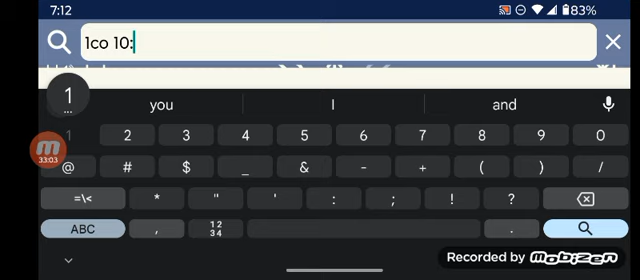 7:12
83%
1co 10:
1
...
you I and
1 2 3 4 5 6 7 8 9 0
@ # $ _ & - + ( ) /
=\< * " ' : ; ! ?
ABC , 12 .
34
33:03
Recorded by MOBIZEN